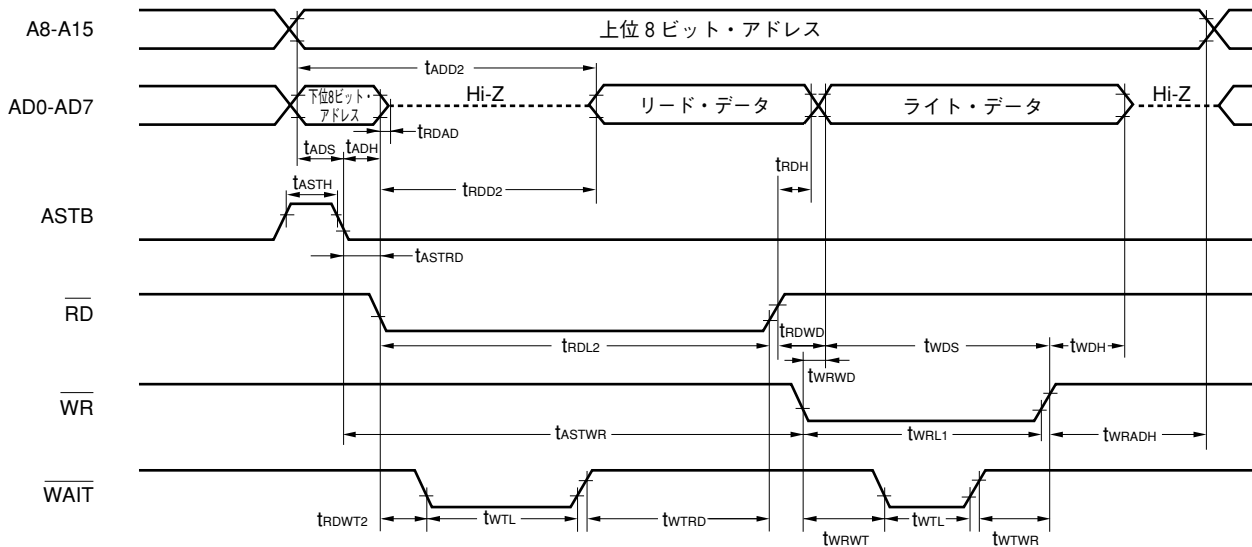 A8-A15
上位8ビット・アドレス
tADD2
AD0-AD7
下位8ビット・
アドレス
Hi-Z
リード・データ
ライト・データ
Hi-Z
tRDAD
tADS
tADH
tRDH
tASTH
tRDD2
ASTB
tASTRD
RD
tRDL2
tRDWD
tWDS
tWDH
tWRWD
WR
tASTWR
tWRL1
tWRADH
WAIT
tRDWT2
tWTL
tWTRD
tWRWT
tWTL
tWTWR